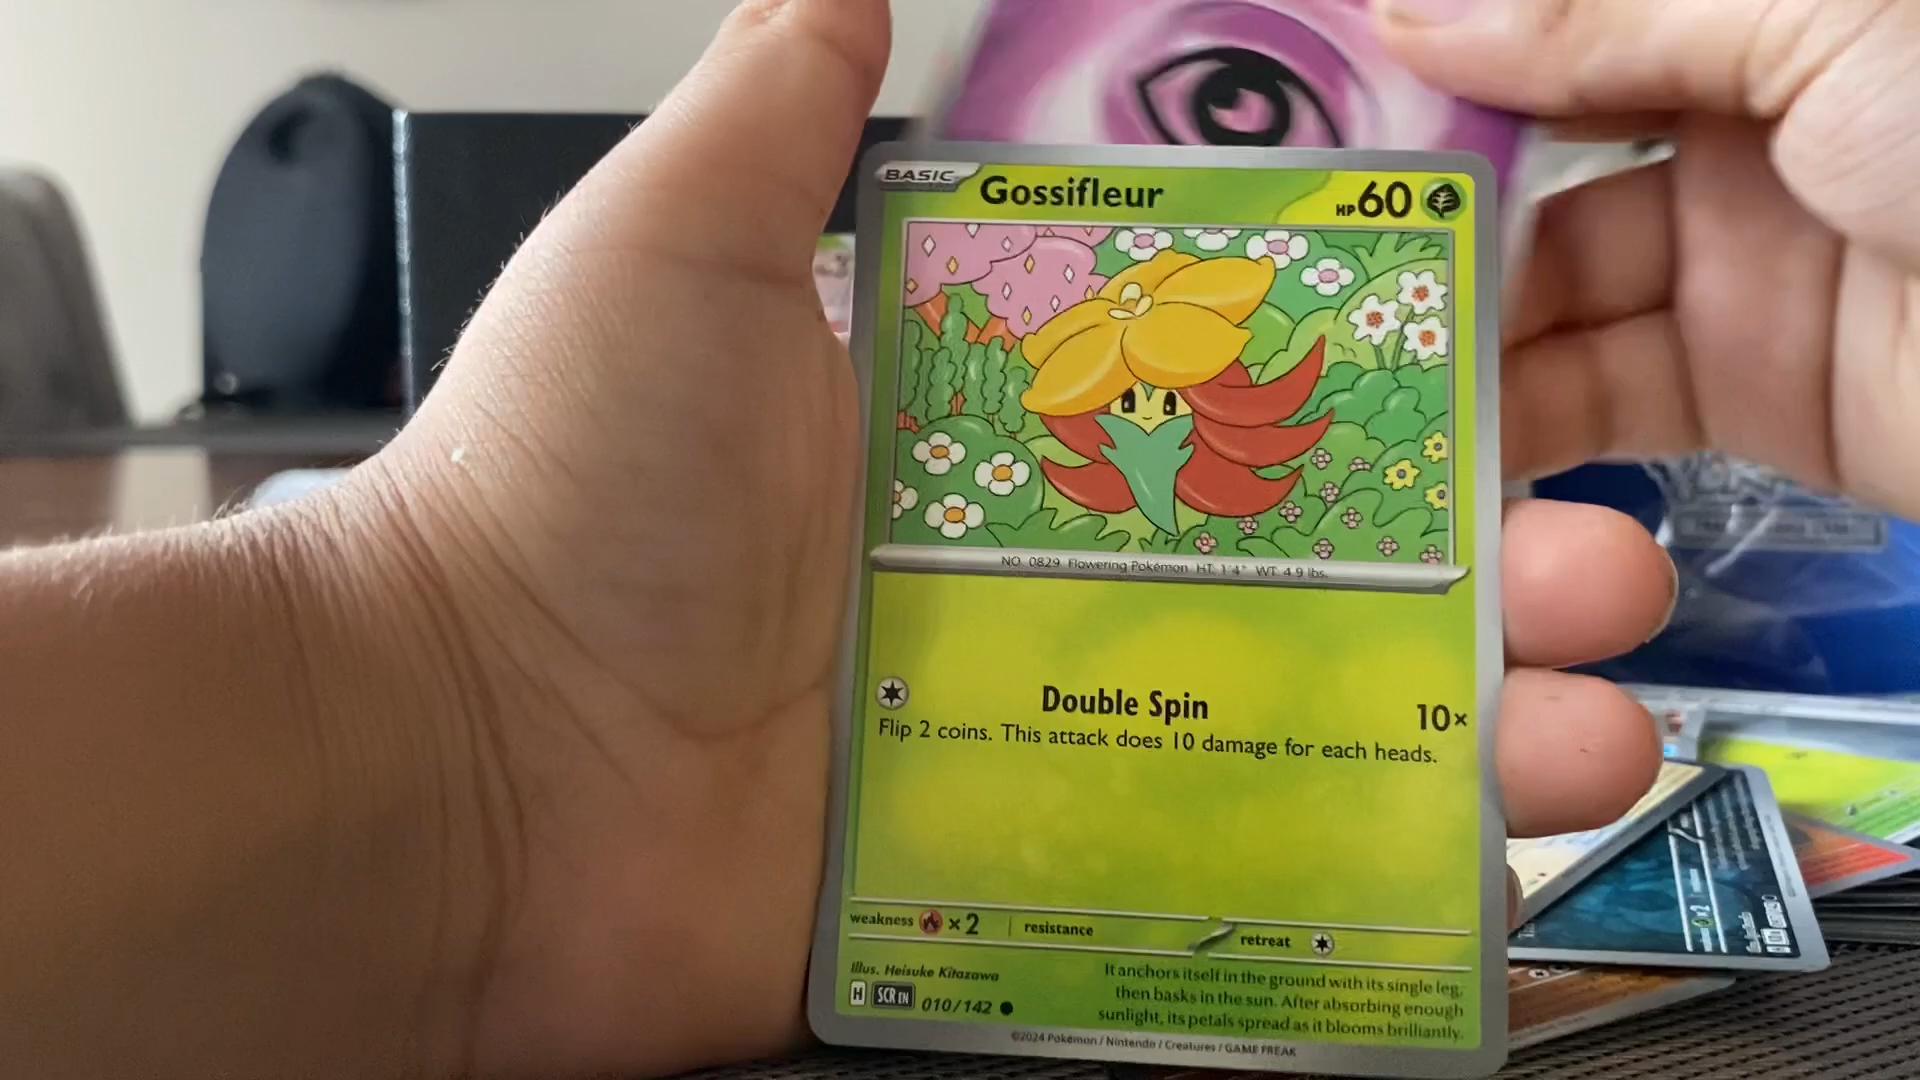 BASIC Gossifleur HP 60
NO. 0829 Flowering Pokémon HT: 1'4" WT: 4.9 lbs.
Double Spin 10×
Flip 2 coins. This attack does 10 damage for each heads.
weakness ×2 resistance retreat
Illus. Heisuke Kitazawa
H SCR EN 010/142
It anchors itself in the ground with its single leg,
then basks in the sun. After absorbing enough
sunlight, its petals spread as it blooms brilliantly.
©2024 Pokémon / Nintendo / Creatures / GAME FREAK